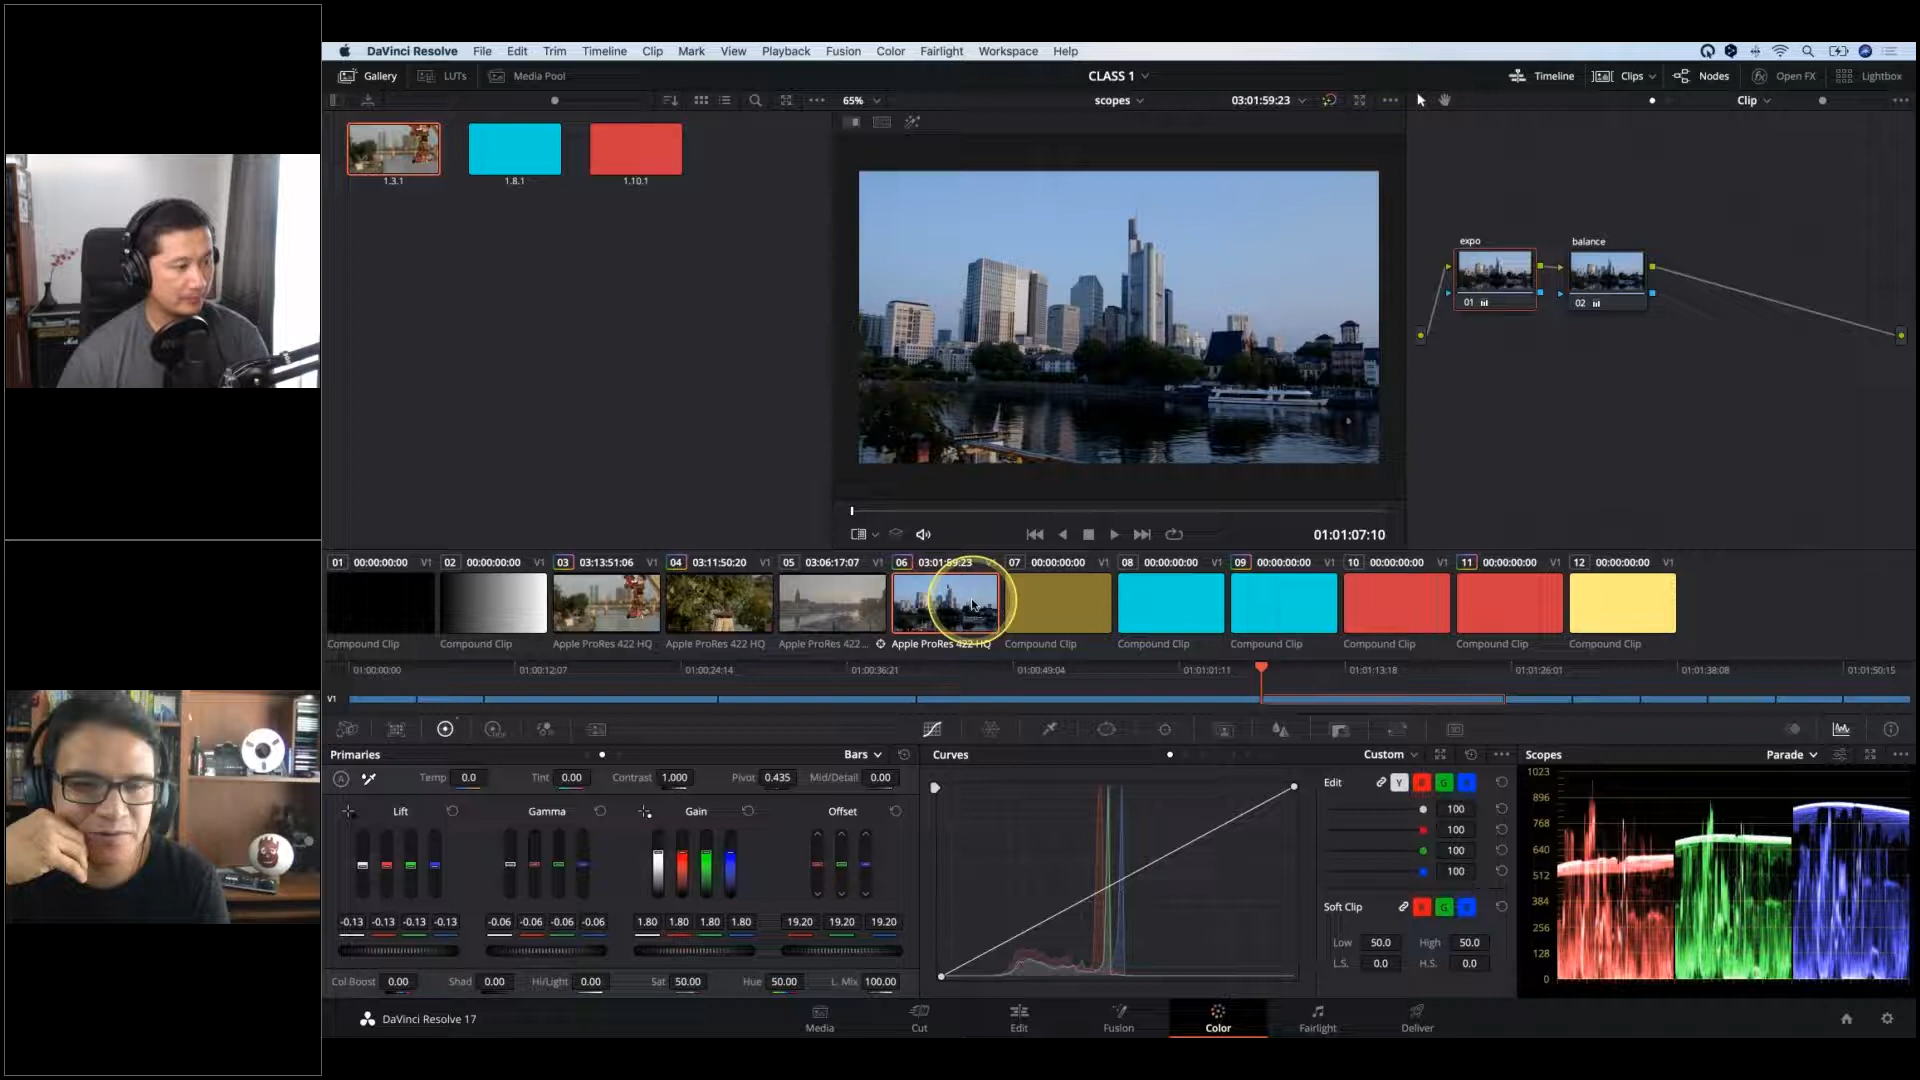 DaVinci Resolve File Edit Trim Timeline Clip Mark View Playback Fusion Color Fairlight Workspace Help
Gallery LUTs Media Pool CLASS 1 Timeline Clips Nodes Open FX Lightbox
65% scopes 03:01:59:23 Clip
1.3.1 1.8.1 1.10.1
expo balance
01 02
01:01:07:10
01 00:00:00:00 V1 02 00:00:00:00 V1 03 03:13:51:06 V1 04 03:11:50:20 V1 05 03:06:17:07 V1 06 03:01:59:23 V1 07 00:00:00:00 V1 08 00:00:00:00 V1 09 00:00:00:00 V1 10 00:00:00:00 V1 11 00:00:00:00 V1 12 00:00:00:00 V1
Compound Clip Compound Clip Apple ProRes 422 HQ Apple ProRes 422 HQ Apple ProRes 422 ... Apple ProRes 422 HQ Compound Clip Compound Clip Compound Clip Compound Clip Compound Clip Compound Clip
01:00:00:00 01:00:12:07 01:00:24:14 01:00:36:21 01:00:49:04 01:01:01:11 01:01:13:18 01:01:26:01 01:01:38:08 01:01:50:15
V1
Primaries Bars Curves Custom Scopes Parade
Temp 0.0 Tint 0.00 Contrast 1.000 Pivot 0.435 Mid/Detail 0.00
Lift Gamma Gain Offset
-0.13 -0.13 -0.13 -0.13 -0.06 -0.06 -0.06 -0.06 1.80 1.80 1.80 1.80 19.20 19.20 19.20
Col Boost 0.00 Shad 0.00 Hi/Light 0.00 Sat 50.00 Hue 50.00 L. Mix 100.00
Edit Y R G B
100
100
100
100
Soft Clip R G B
Low 50.0 High 50.0
L.S. 0.0 H.S. 0.0
1023
896
768
640
512
384
256
128
0
DaVinci Resolve 17 Media Cut Edit Fusion Color Fairlight Deliver